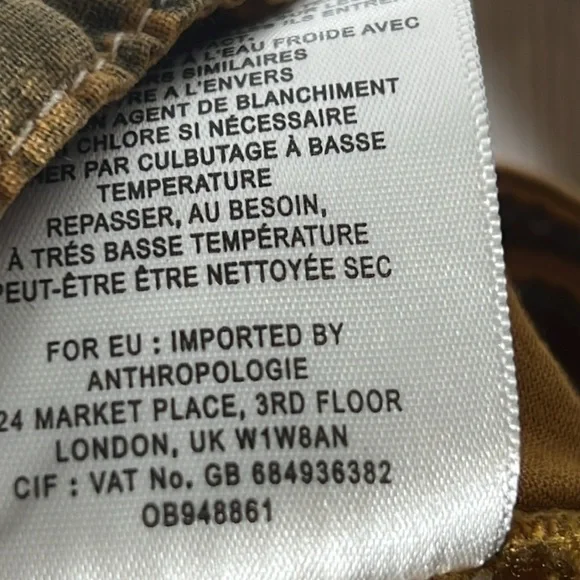 ILS ENTRE
À L'EAU FROIDE AVEC
SIMILAIRES
À L'ENVERS
AGENT DE BLANCHIMENT
CHLORE SI NÉCESSAIRE
PAR CULBUTAGE À BASSE
TEMPERATURE
REPASSER, AU BESOIN,
À TRÉS BASSE TEMPÉRATURE
PEUT-ÊTRE ÊTRE NETTOYÉE SEC
FOR EU : IMPORTED BY
ANTHROPOLOGIE
24 MARKET PLACE, 3RD FLOOR
LONDON, UK W1W8AN
CIF : VAT No. GB 684936382
OB948861